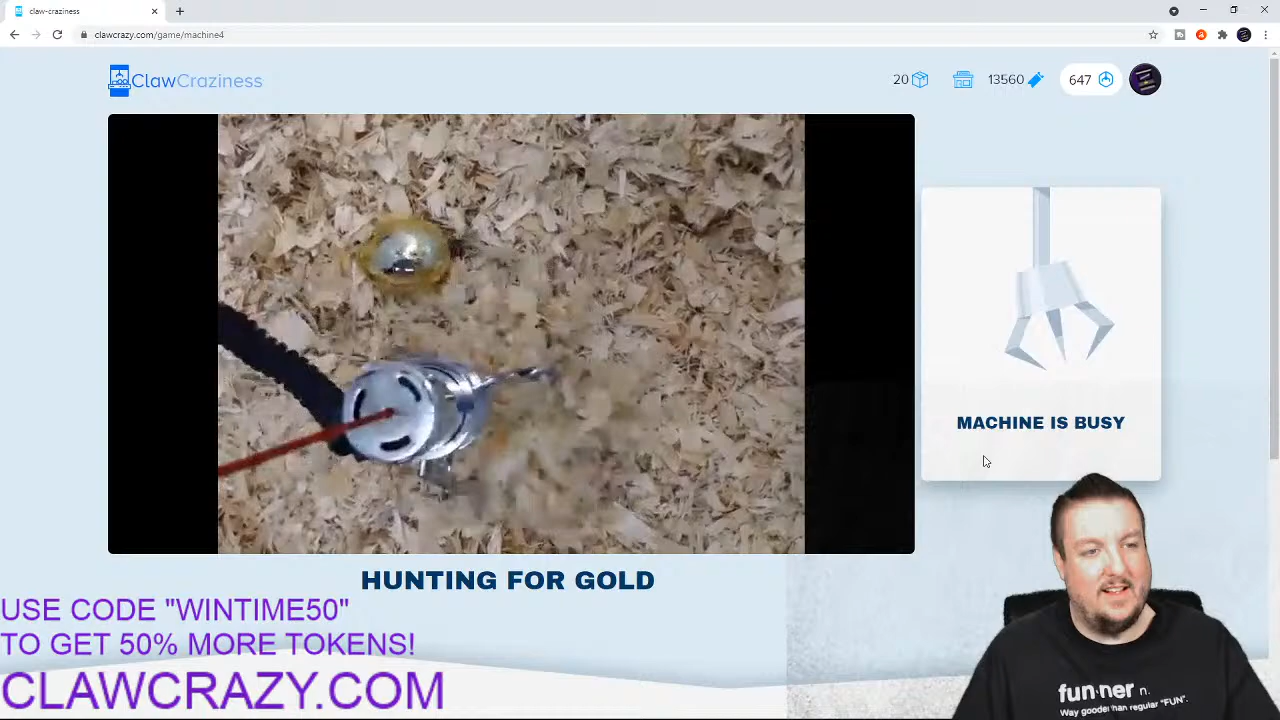 claw-craziness
clawcrazy.com/game/machine4
ClawCraziness
20
13560
647
MACHINE IS BUSY
HUNTING FOR GOLD
USE CODE "WINTIME50"
TO GET 50% MORE TOKENS!
CLAWCRAZY.COM
fun·ner n.
Way gooder than regular "FUN".